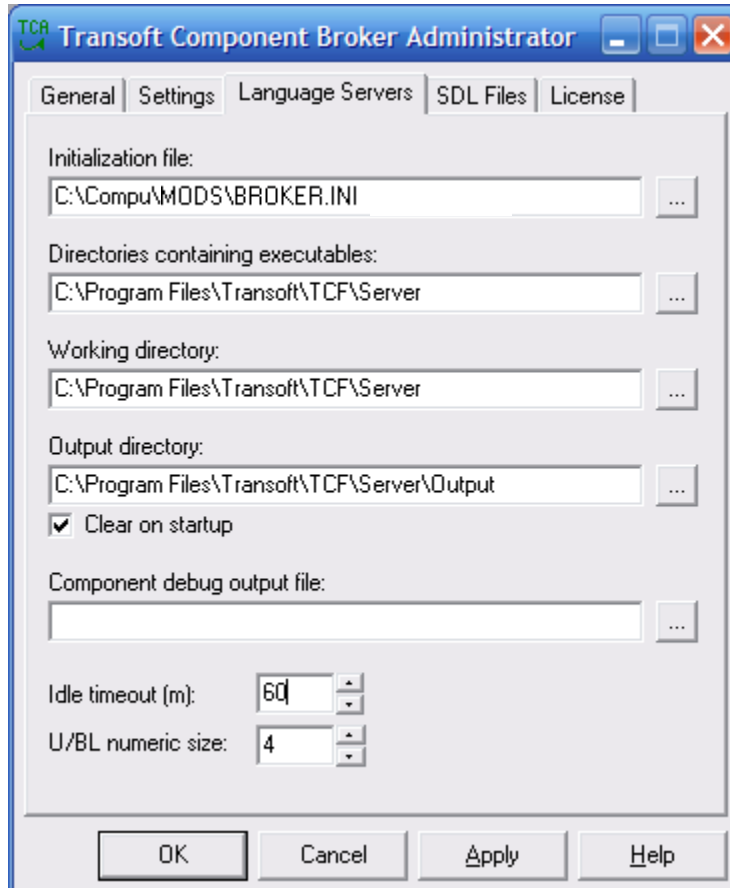 TCA Transoft Component Broker Administrator
General Settings Language Servers SDL Files License
Initialization file:
C:\Compu\MODS\BROKER.INI ...
Directories containing executables:
C:\Program Files\Transoft\TCF\Server ...
Working directory:
C:\Program Files\Transoft\TCF\Server ...
Output directory:
C:\Program Files\Transoft\TCF\Server\Output ...
Clear on startup
Component debug output file:
...
Idle timeout (m): 60
U/BL numeric size: 4
OK Cancel Apply Help